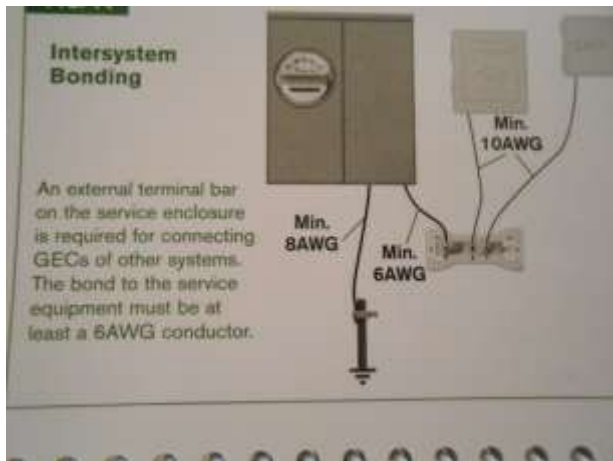 Intersystem
Bonding
An external terminal bar
on the service enclosure
is required for connecting
GECs of other systems.
The bond to the service
equipment must be at
least a 6AWG conductor.
Min.
8AWG
Min.
6AWG
Min.
10AWG